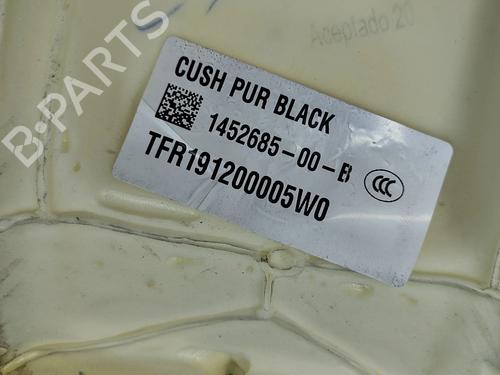 B-PARTS
Aceptado 20
CUSH PUR BLACK
1452685-00-B
CCC
TFR191200005W0